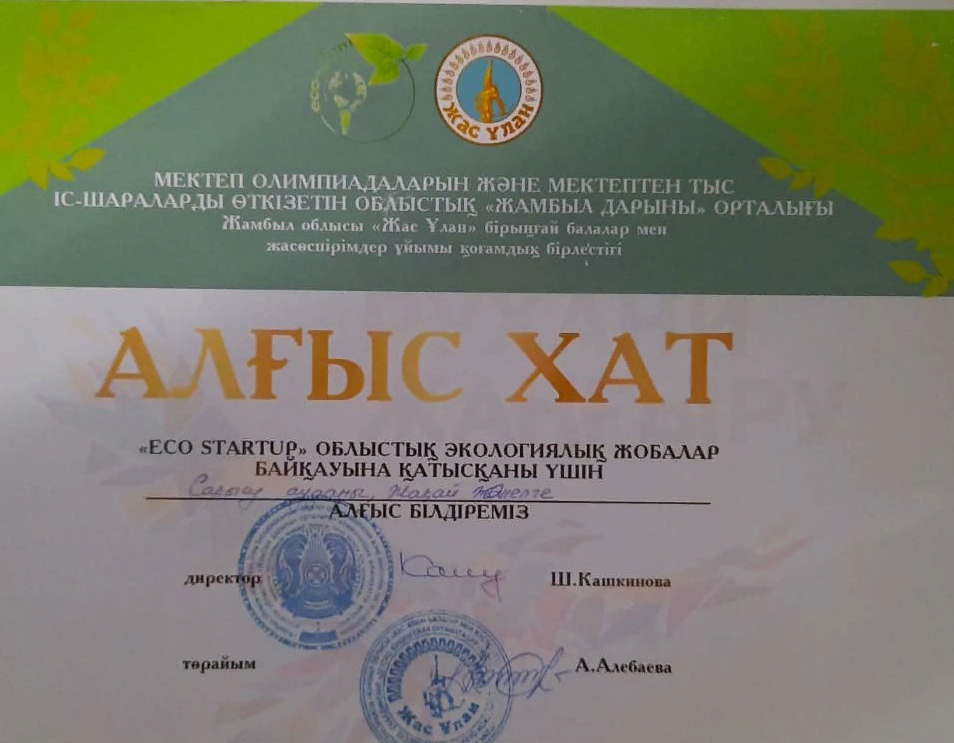 ЖАС ҰЛАН
МЕКТЕП ОЛИМПИАДАЛАРЫН ЖӘНЕ МЕКТЕПТЕН ТЫС
ІС-ШАРАЛАРДЫ ӨТКІЗЕТІН ОБЛЫСТЫҚ «ЖАМБЫЛ ДАРЫНЫ» ОРТАЛЫҒЫ
Жамбыл облысы «Жас Ұлан» бірыңғай балалар мен
жасөспірімдер ұйымы қоғамдық бірлестігі
АЛҒЫС ХАТ
«ECO STARTUP» ОБЛЫСТЫҚ ЭКОЛОГИЯЛЫҚ ЖОБАЛАР
БАЙҚАУЫНА ҚАТЫСҚАНЫ ҮШІН
Сарысу ауданы,
АЛҒЫС БІЛДІРЕМІЗ
директор Ш.Кашкинова
төрайым А.Алебаева
Жас Ұлан